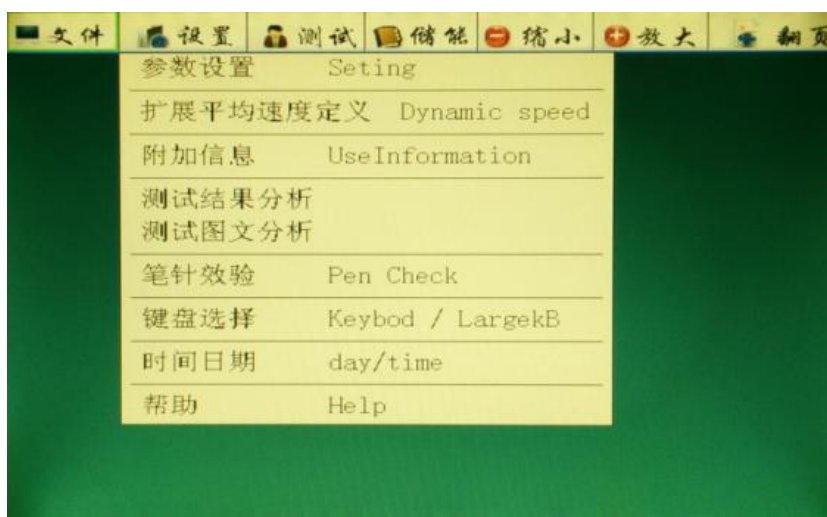 文件 设置 测试 储能 缩小 放大 翻页
参数设置 Seting
扩展平均速度定义 Dynamic speed
附加信息 UseInformation
测试结果分析
测试图文分析
笔针效验 Pen Check
键盘选择 Keybod / LargekB
时间日期 day/time
帮助 Help